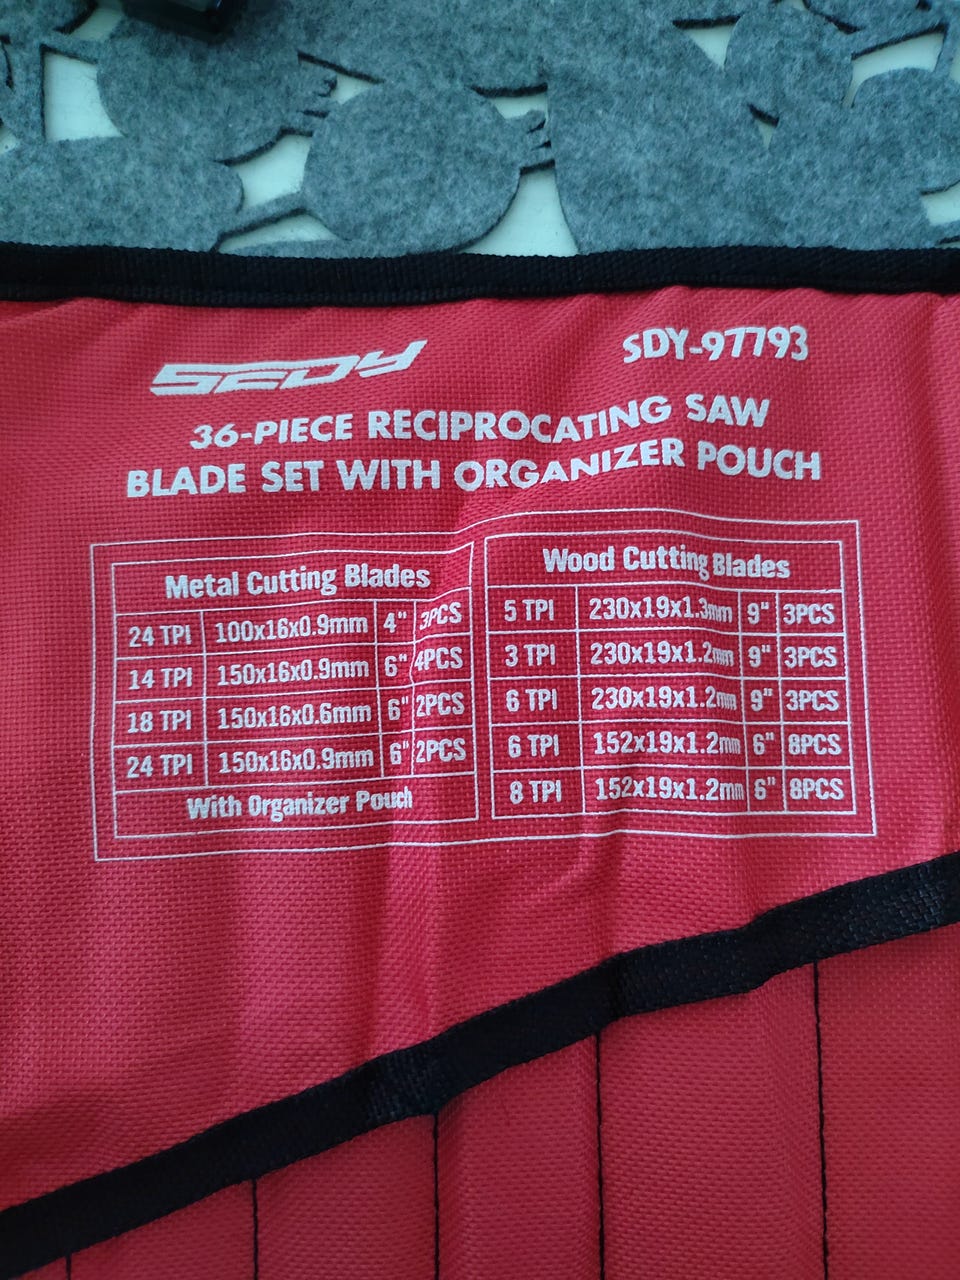 SEDY
SDY-97793
36-PIECE RECIPROCATING SAW
BLADE SET WITH ORGANIZER POUCH
Metal Cutting Blades
24 TPI 100x16x0.9mm 4" 3PCS
14 TPI 150x16x0.9mm 6" 4PCS
18 TPI 150x16x0.6mm 6" 2PCS
24 TPI 150x16x0.9mm 6" 2PCS
With Organizer Pouch
Wood Cutting Blades
5 TPI 230x19x1.3mm 9" 3PCS
3 TPI 230x19x1.2mm 9" 3PCS
6 TPI 230x19x1.2mm 9" 3PCS
6 TPI 152x19x1.2mm 6" 8PCS
8 TPI 152x19x1.2mm 6" 8PCS